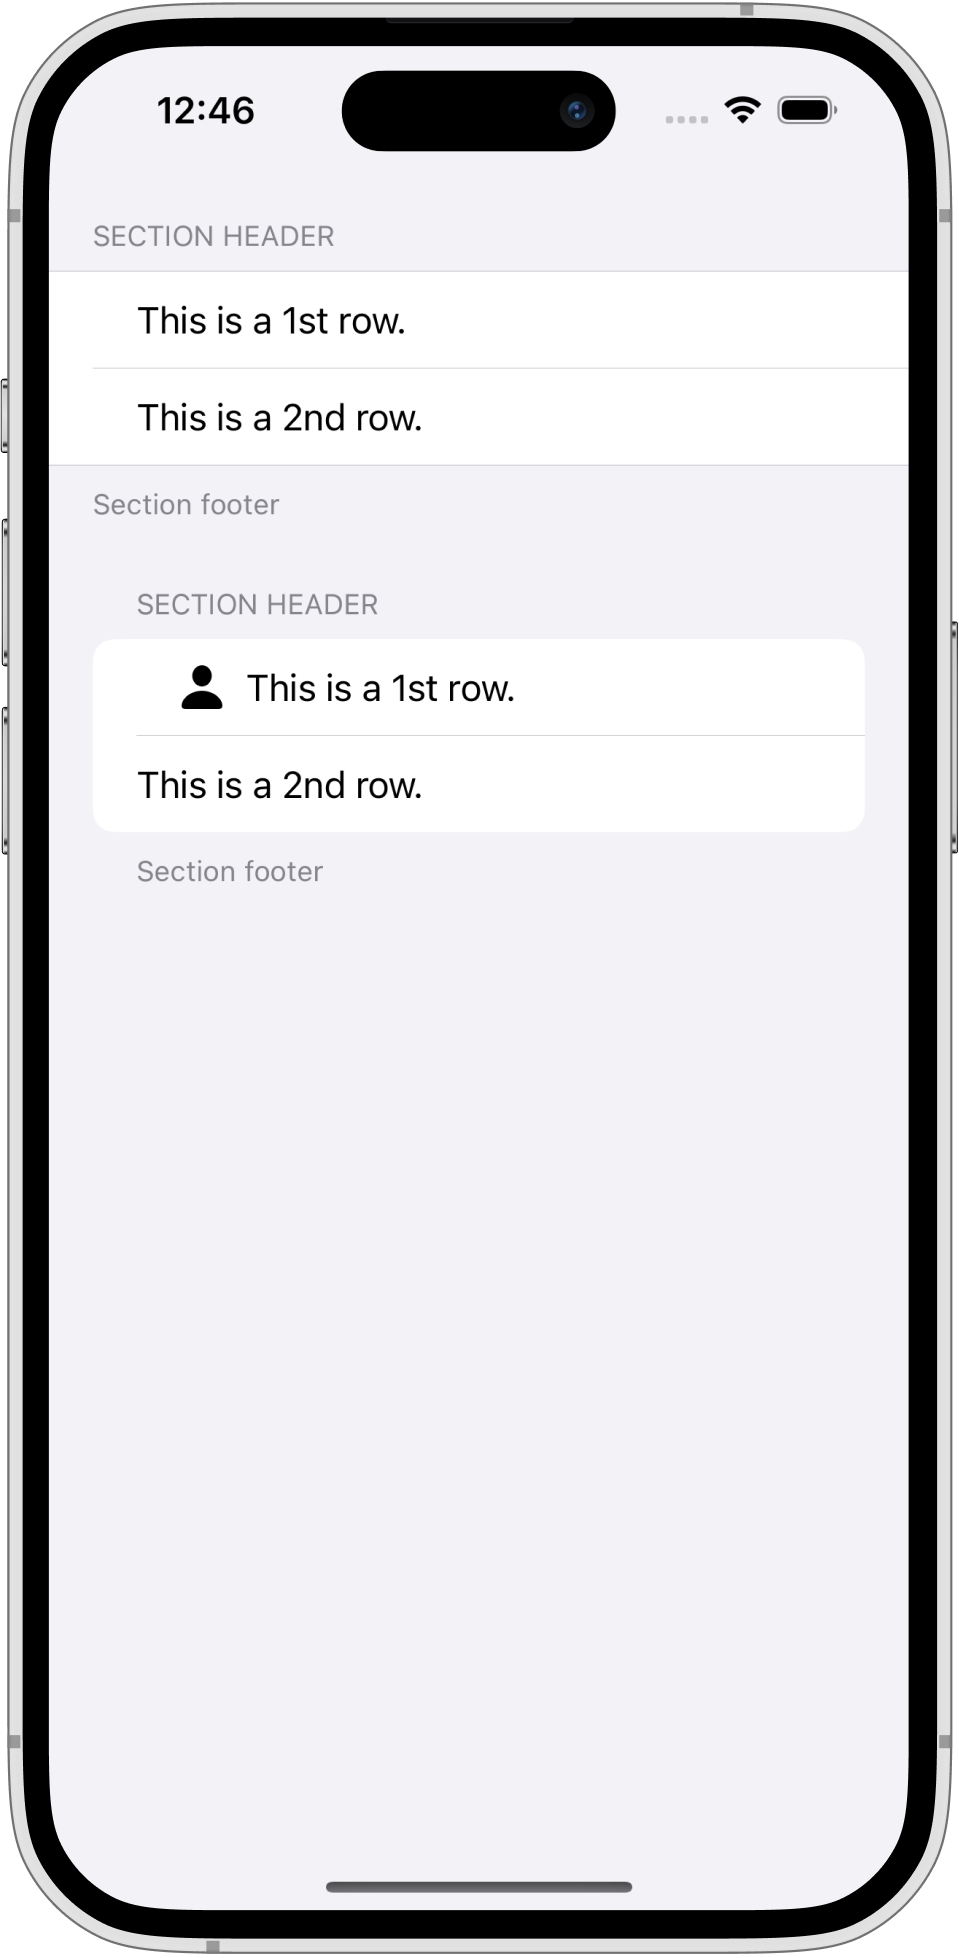 12:46
SECTION HEADER
This is a 1st row.
This is a 2nd row.
Section footer
SECTION HEADER
This is a 1st row.
This is a 2nd row.
Section footer